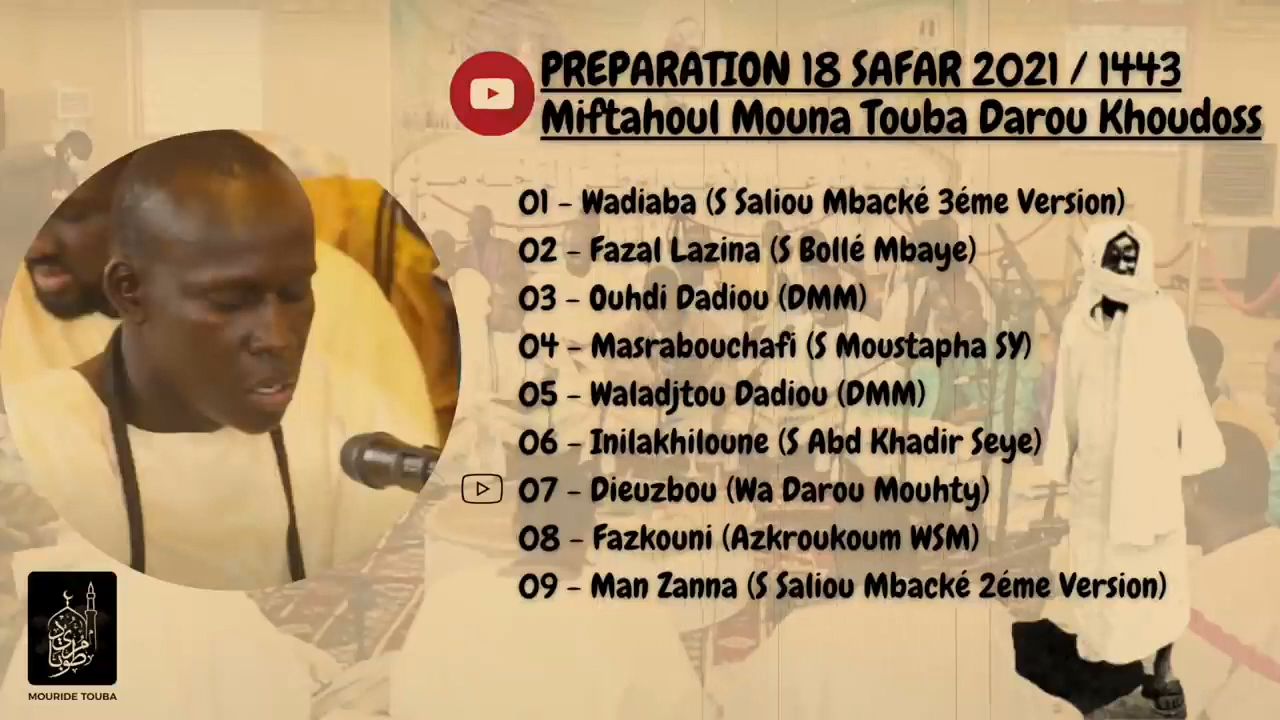 PREPARATION 18 SAFAR 2021 / 1443
Miftahoul Mouna Touba Darou Khoudoss
01 - Wadiaba (S Saliou Mbacké 3éme Version)
02 - Fazal Lazina (S Bollé Mbaye)
03 - Ouhdi Dadiou (DMM)
04 - Masrabouchafi (S Moustapha SY)
05 - Waladjtou Dadiou (DMM)
06 - Inilakhiloune (S Abd Khadir Seye)
07 - Dieuzbou (Wa Darou Mouhty)
08 - Fazkouni (Azkroukoum WSM)
09 - Man Zanna (S Saliou Mbacké 2éme Version)
MOURIDE TOUBA